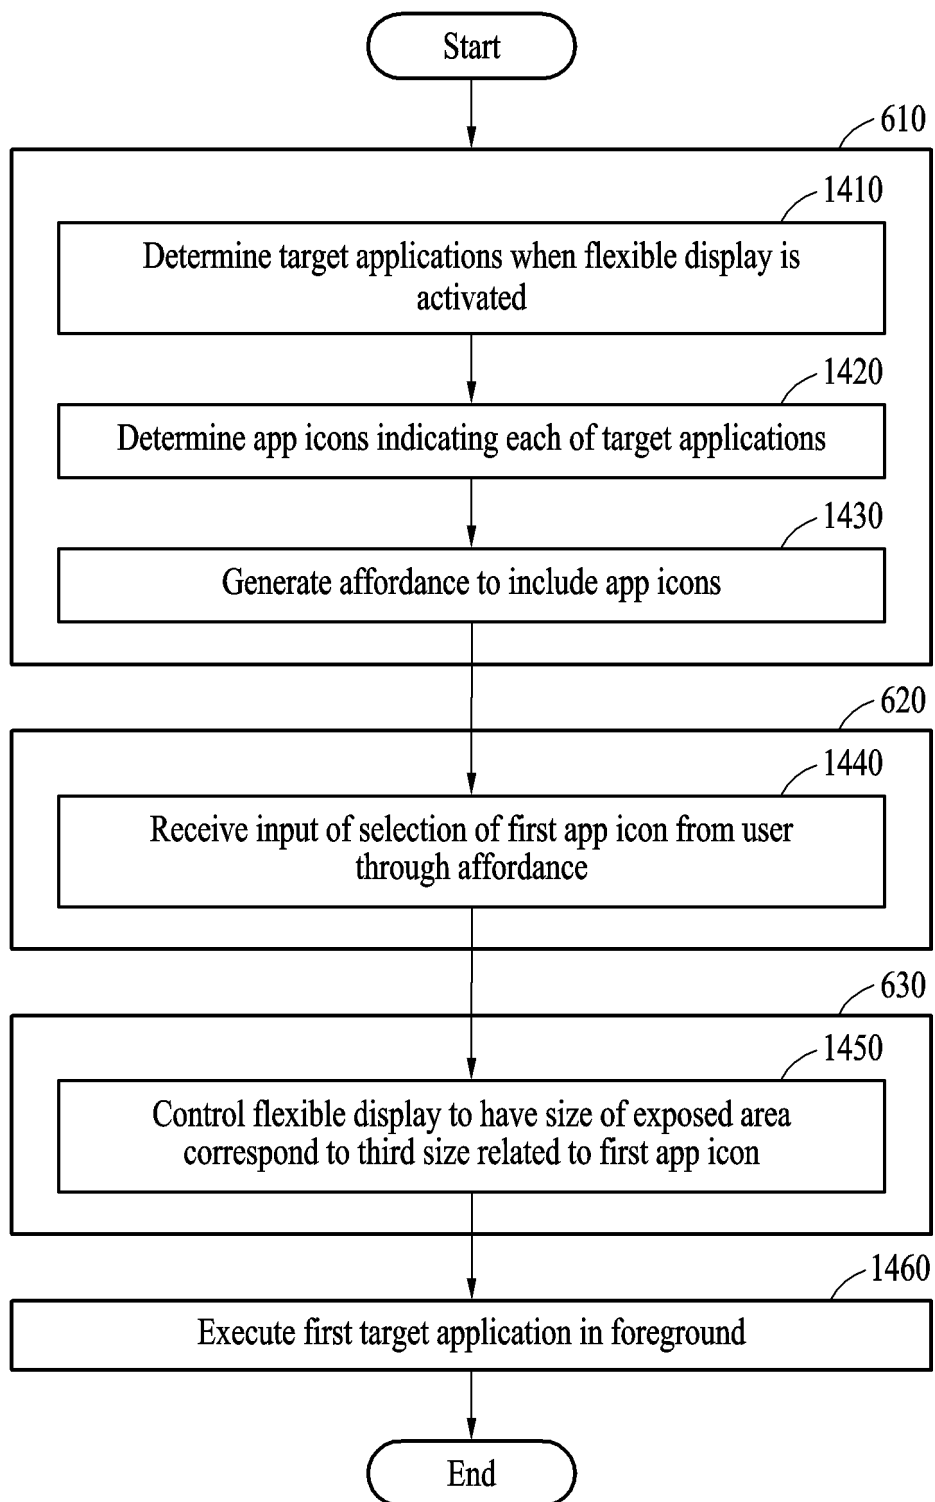 Start
610
1410
Determine target applications when flexible display is
activated
1420
Determine app icons indicating each of target applications
1430
Generate affordance to include app icons
620
1440
Receive input of selection of first app icon from user
through affordance
630
1450
Control flexible display to have size of exposed area
correspond to third size related to first app icon
1460
Execute first target application in foreground
End